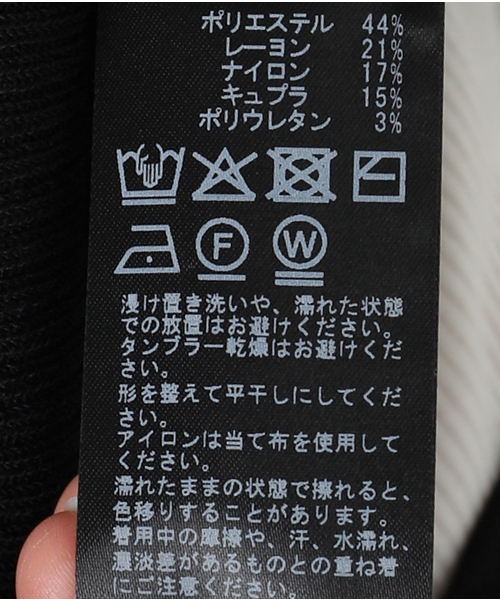 ポリエステル 44%
レーヨン 21%
ナイロン 17%
キュプラ 15%
ポリウレタン 3%
F W
浸け置き洗いや、濡れた状態
での放置はお避けください。
タンブラー乾燥はお避けくだ
さい。
形を整えて平干しにしてくだ
さい。
アイロンは当て布を使用して
ください。
濡れたままの状態で擦れると、
色移りすることがあります。
着用中の摩擦や、汗、水濡れ、
濃淡差があるものとの重ね着
にご注意ください。